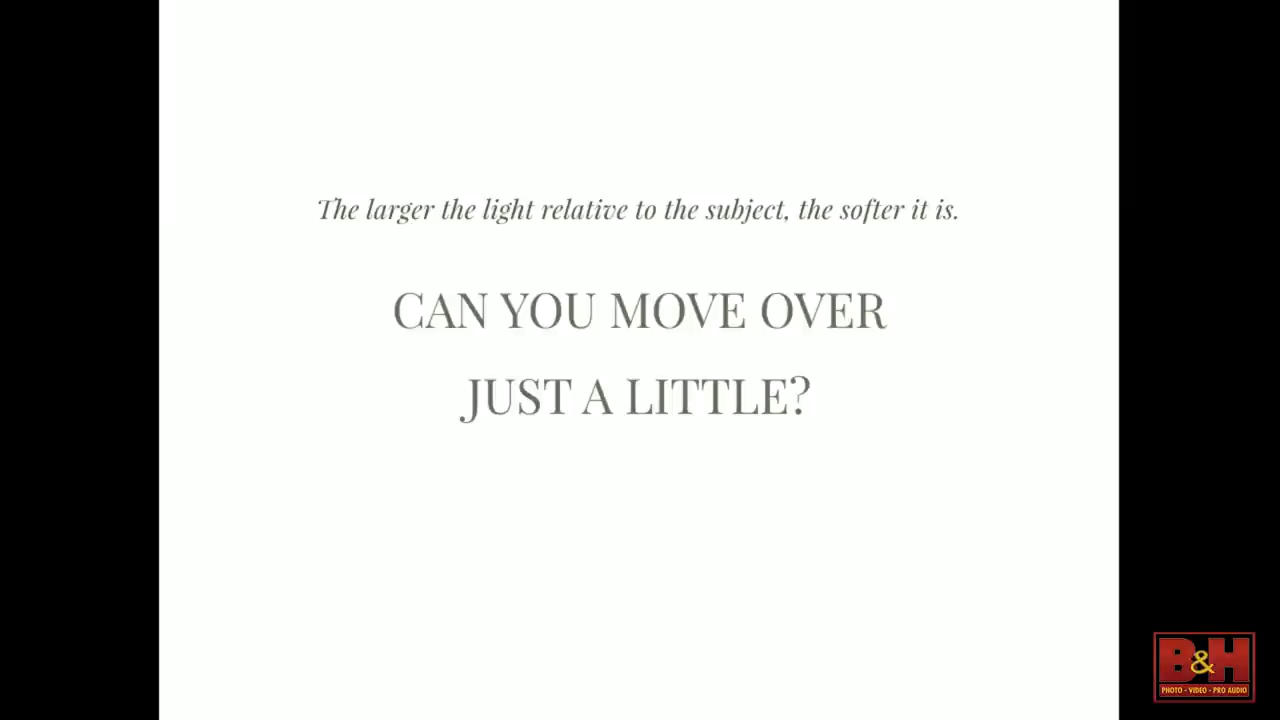 The larger the light relative to the subject, the softer it is.
CAN YOU MOVE OVER
JUST A LITTLE?
B&H
PHOTO - VIDEO - PRO AUDIO